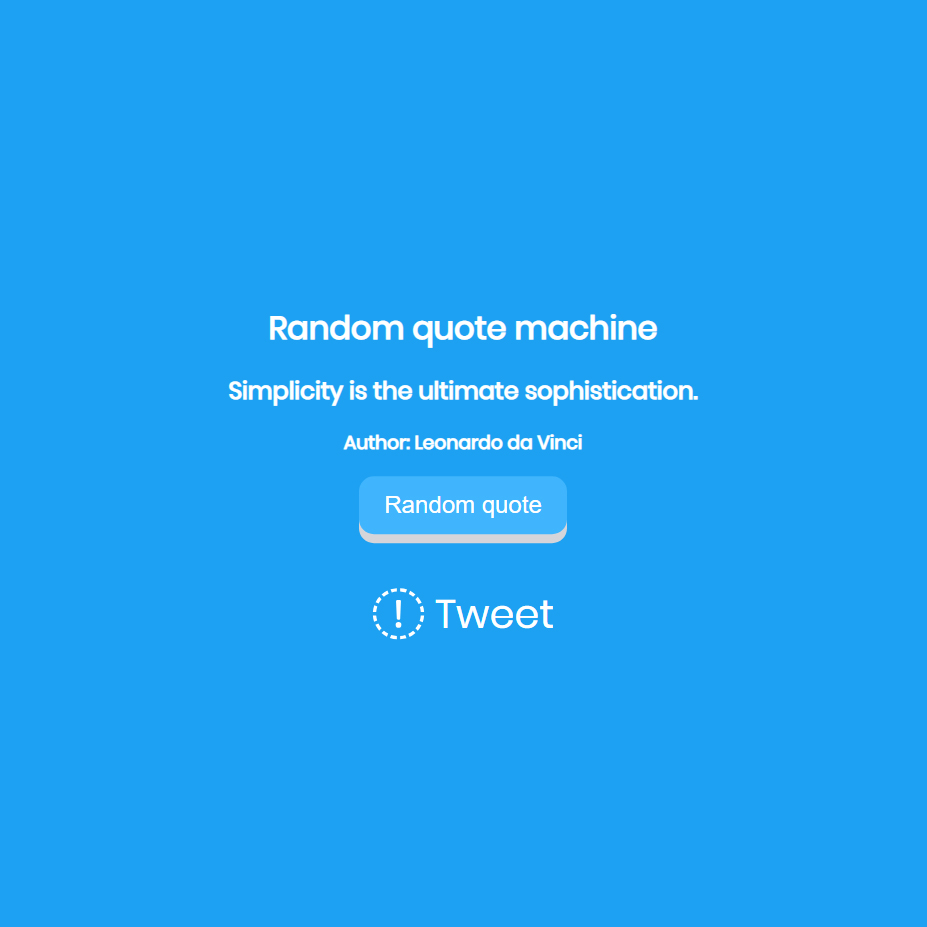 Random quote machine
Simplicity is the ultimate sophistication.
Author: Leonardo da Vinci
Random quote
! Tweet